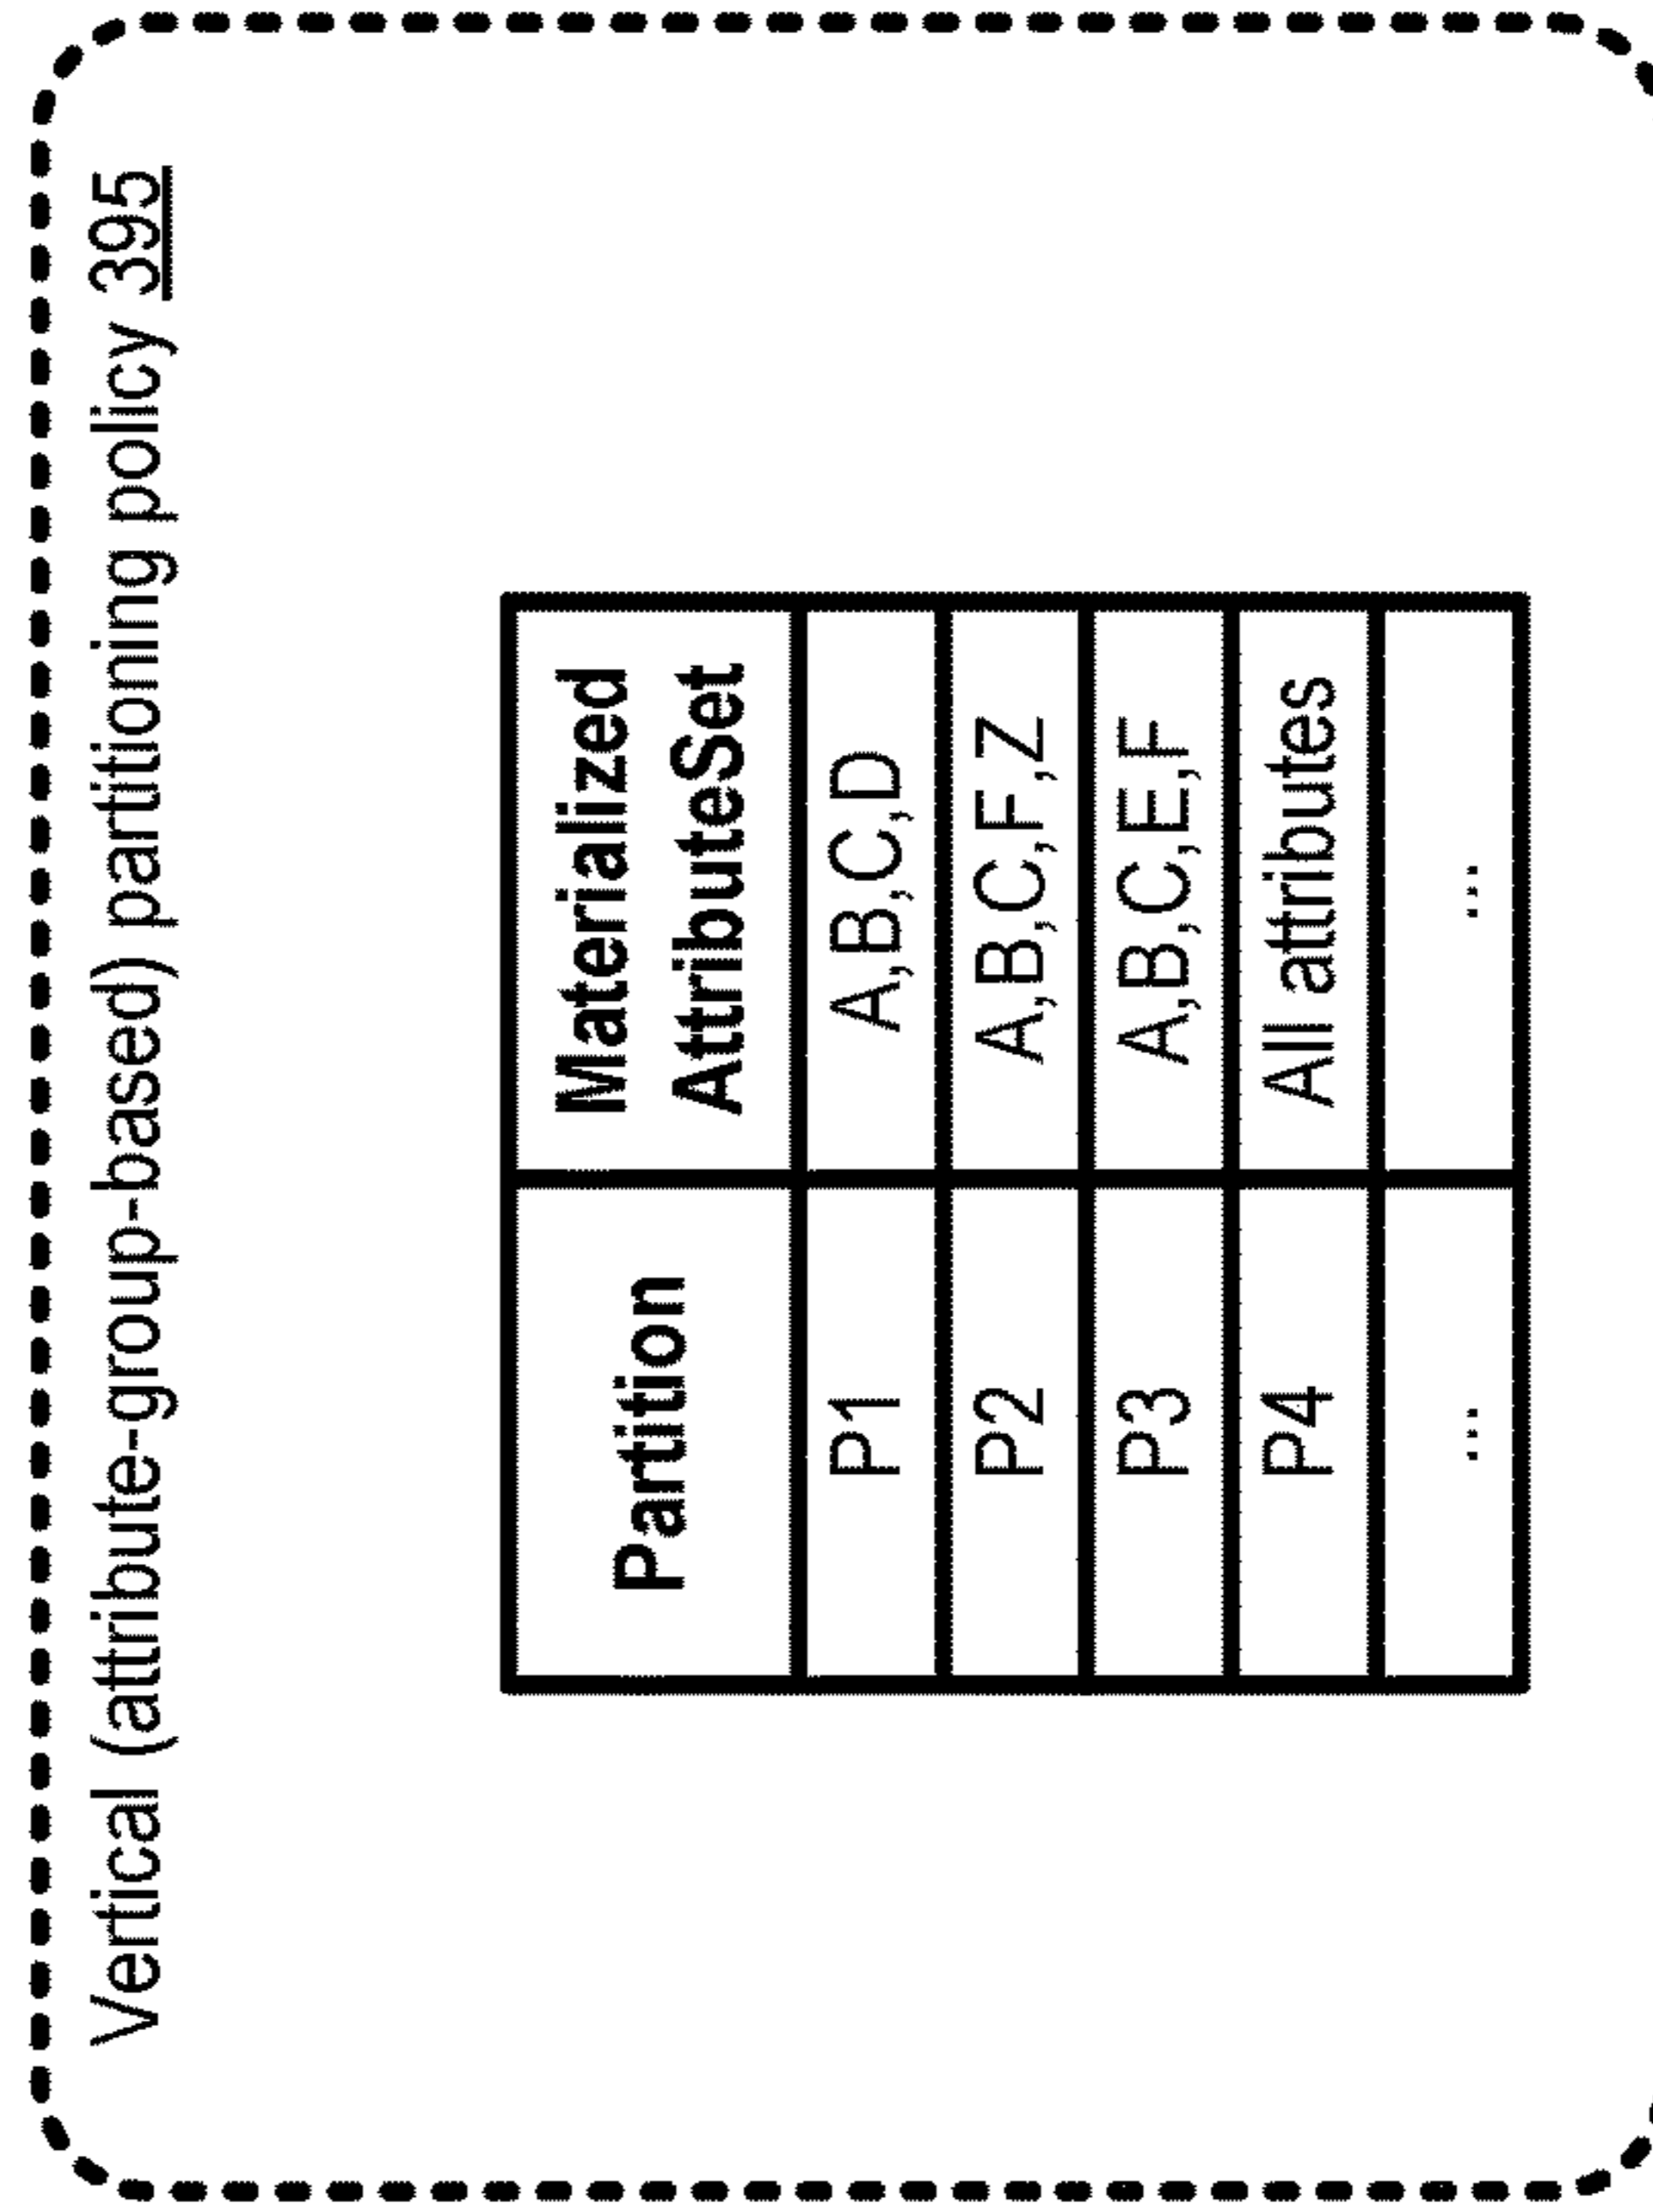 Vertical (attribute-group-based) partitioning policy 395
Partition
Materialized
AttributeSet
P1
A,B,C,D
P2
A,B,C,F,Z
P3
A,B,C,E,F
P4
All attributes
...
...